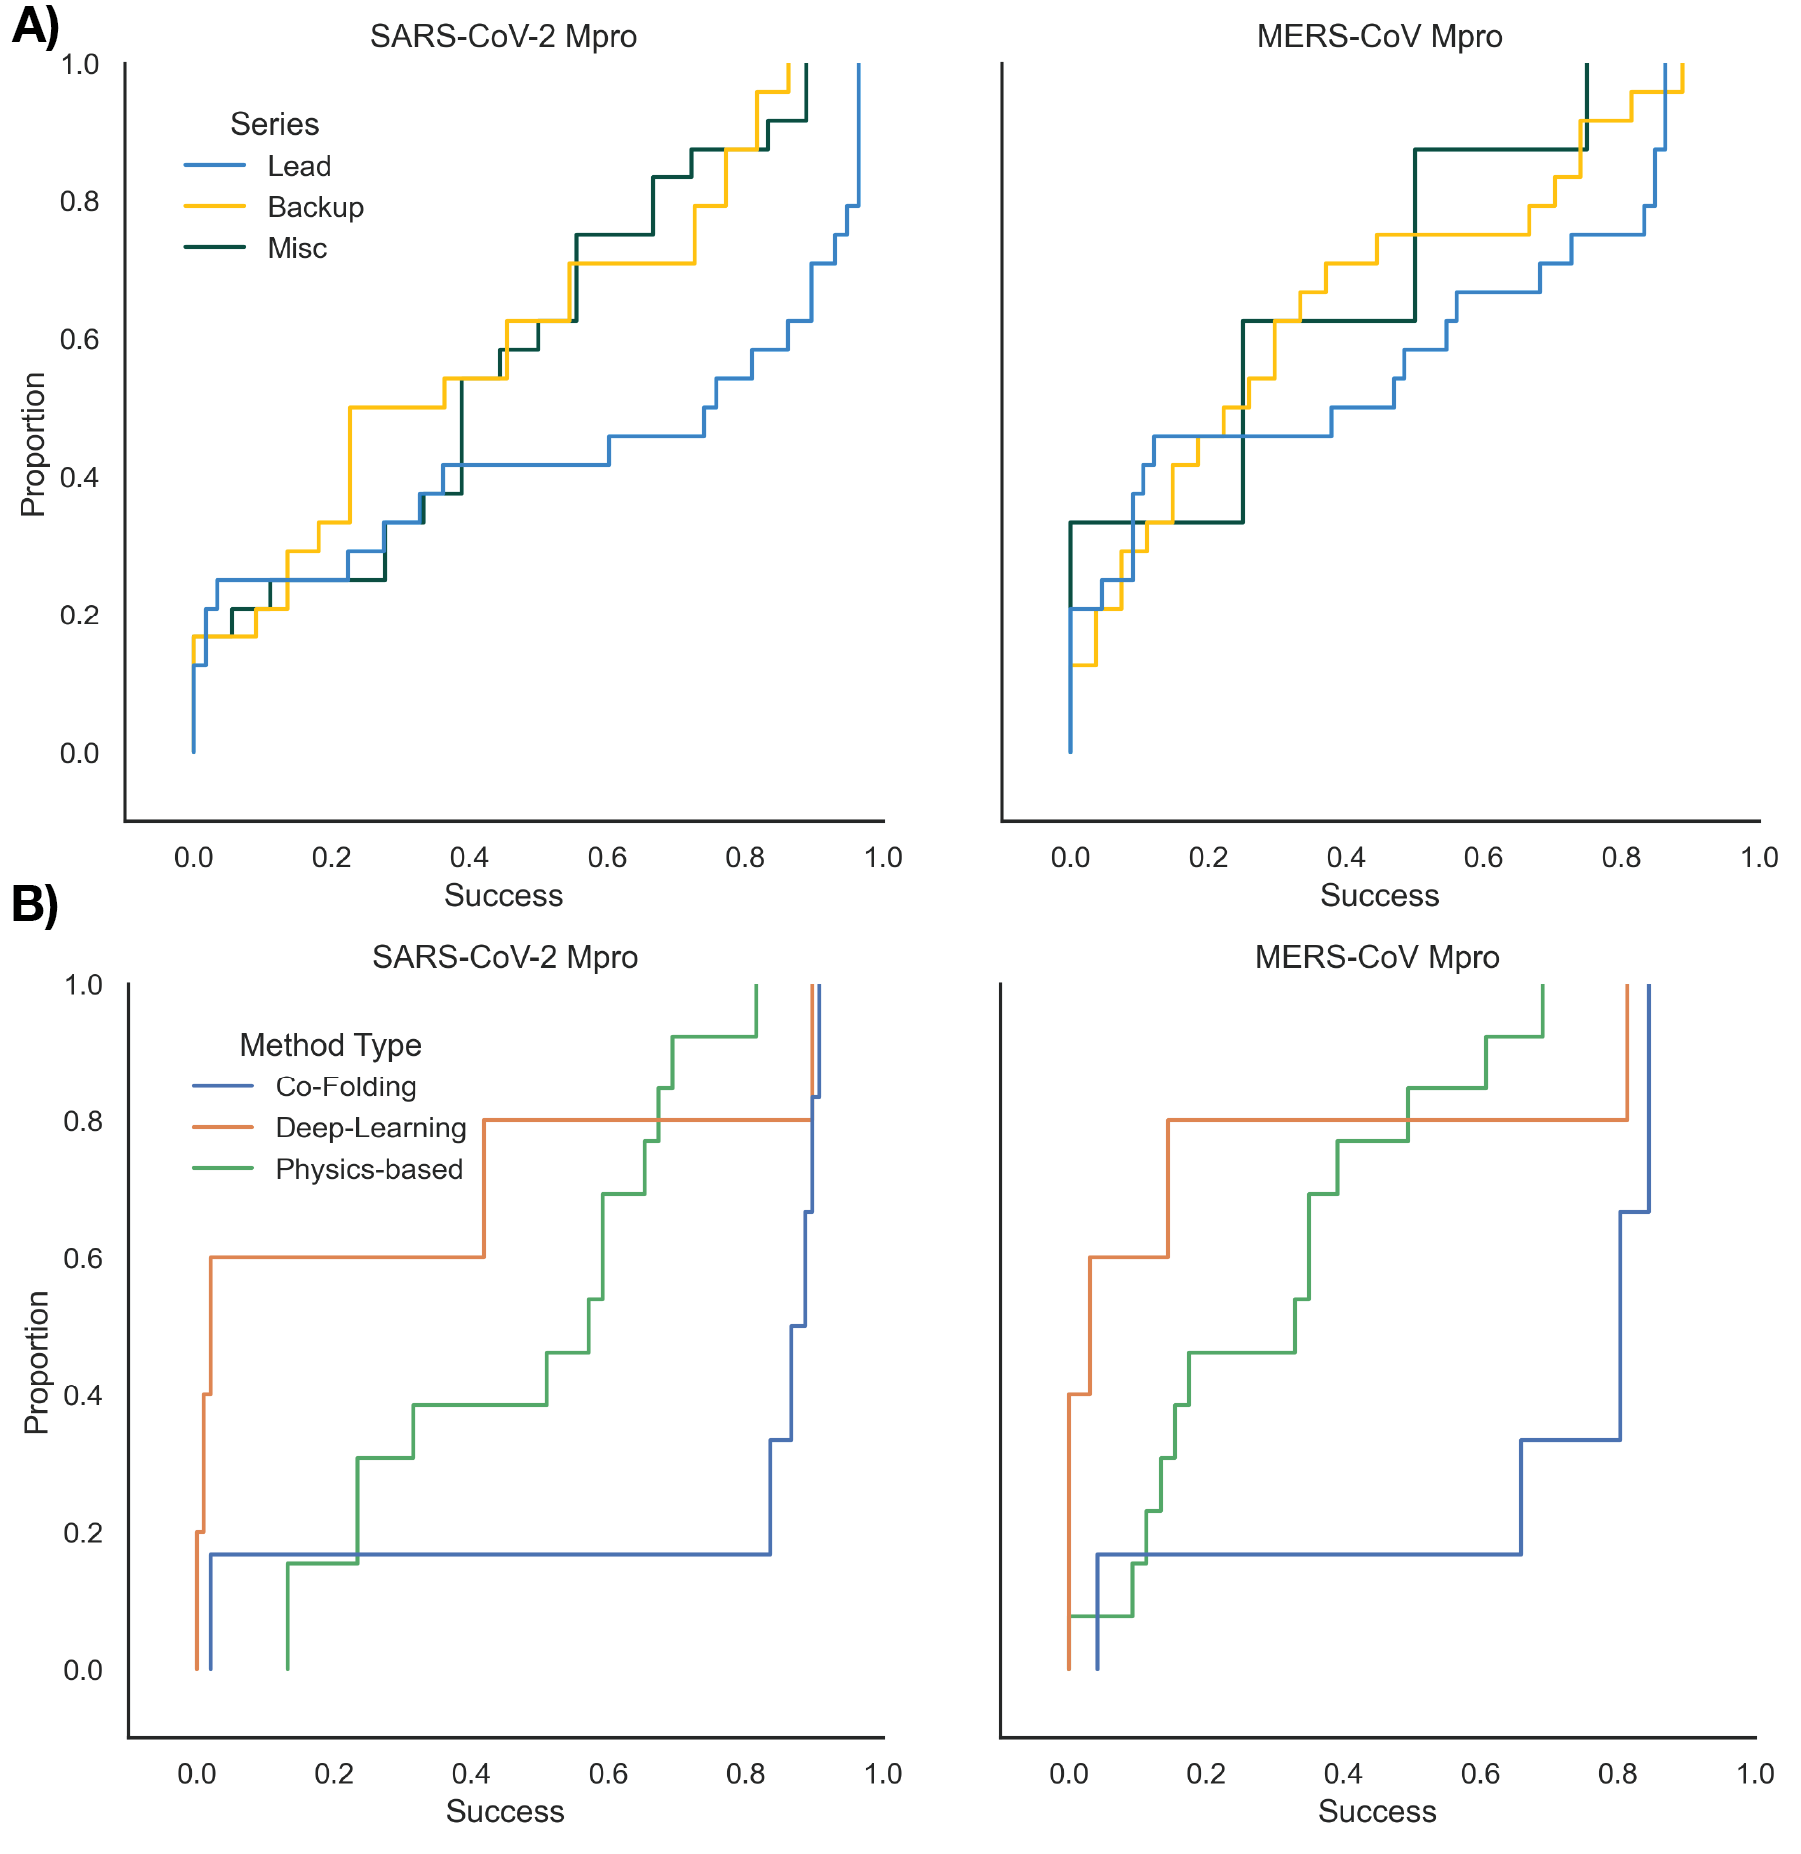 A)
SARS-CoV-2 Mpro
MERS-CoV Mpro
1.0
0.8
0.6
0.4
0.2
0.0
Proportion
Series
Lead
Backup
Misc
0.0 0.2 0.4 0.6 0.8 1.0
Success
0.0 0.2 0.4 0.6 0.8 1.0
Success
B)
SARS-CoV-2 Mpro
MERS-CoV Mpro
1.0
0.8
0.6
0.4
0.2
0.0
Proportion
Method Type
Co-Folding
Deep-Learning
Physics-based
0.0 0.2 0.4 0.6 0.8 1.0
Success
0.0 0.2 0.4 0.6 0.8 1.0
Success